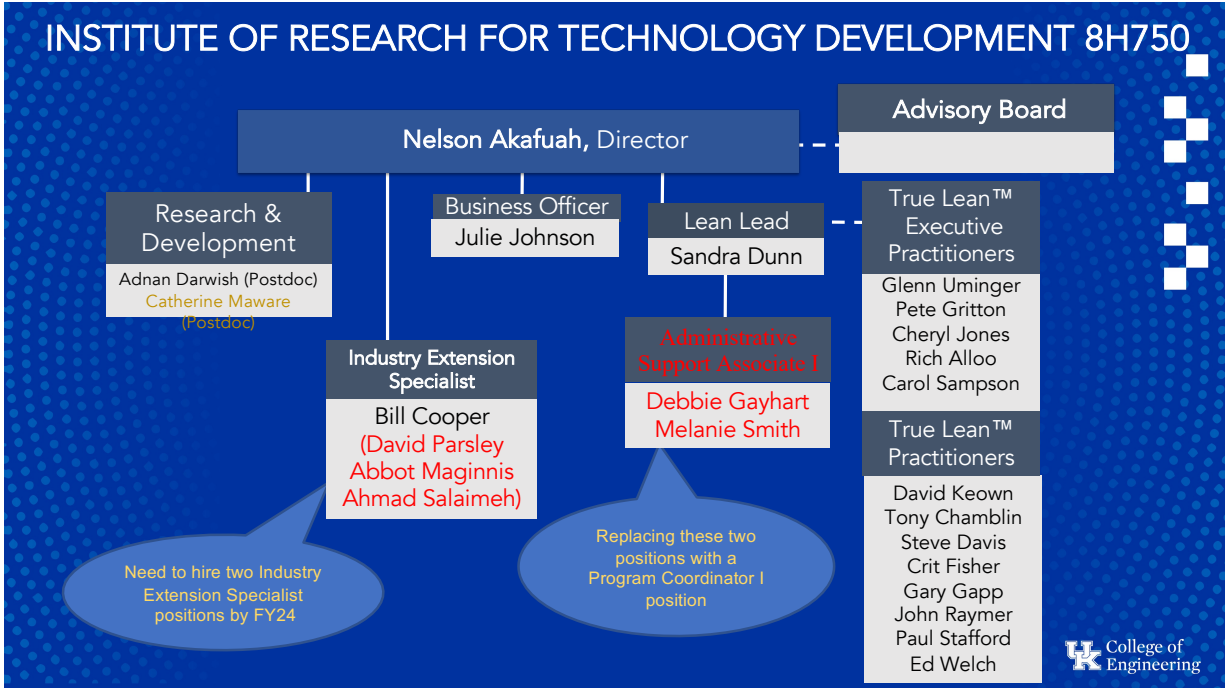 INSTITUTE OF RESEARCH FOR TECHNOLOGY DEVELOPMENT 8H750
Advisory Board
Nelson Akafuah, Director
Research &
Development
Adnan Darwish (Postdoc)
Catherine Maware
(Postdoc)
Business Officer
Julie Johnson
Lean Lead
Sandra Dunn
True Lean™
Executive
Practitioners
Glenn Uminger
Pete Gritton
Cheryl Jones
Rich Alloo
Carol Sampson
Industry Extension
Specialist
Bill Cooper
(David Parsley
Abbot Maginnis
Ahmad Salaimeh)
Administrative
Support Associate I
Debbie Gayhart
Melanie Smith
True Lean™
Practitioners
David Keown
Tony Chamblin
Steve Davis
Crit Fisher
Gary Gapp
John Raymer
Paul Stafford
Ed Welch
Need to hire two Industry
Extension Specialist
positions by FY24
Replacing these two
positions with a
Program Coordinator I
position
UK College of
Engineering